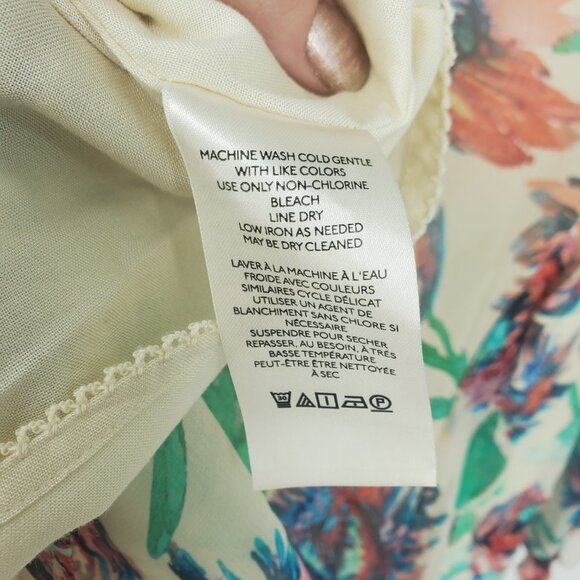 MACHINE WASH COLD GENTLE
WITH LIKE COLORS
USE ONLY NON-CHLORINE
BLEACH
LINE DRY
LOW IRON AS NEEDED
MAY BE DRY CLEANED
LAVER À LA MACHINE À L'EAU
FROIDE AVEC COULEURS
SIMILAIRES CYCLE DÉLICAT
UTILISER UN AGENT DE
BLANCHIMENT SANS CHLORE SI
NÉCESSAIRE
SUSPENDRE POUR SECHER
REPASSER, AU BESOIN, À TRÉS
BASSE TEMPÉRATURE
PEUT-ÊTRE ÊTRE NETTOYÉE
À SEC
30 P